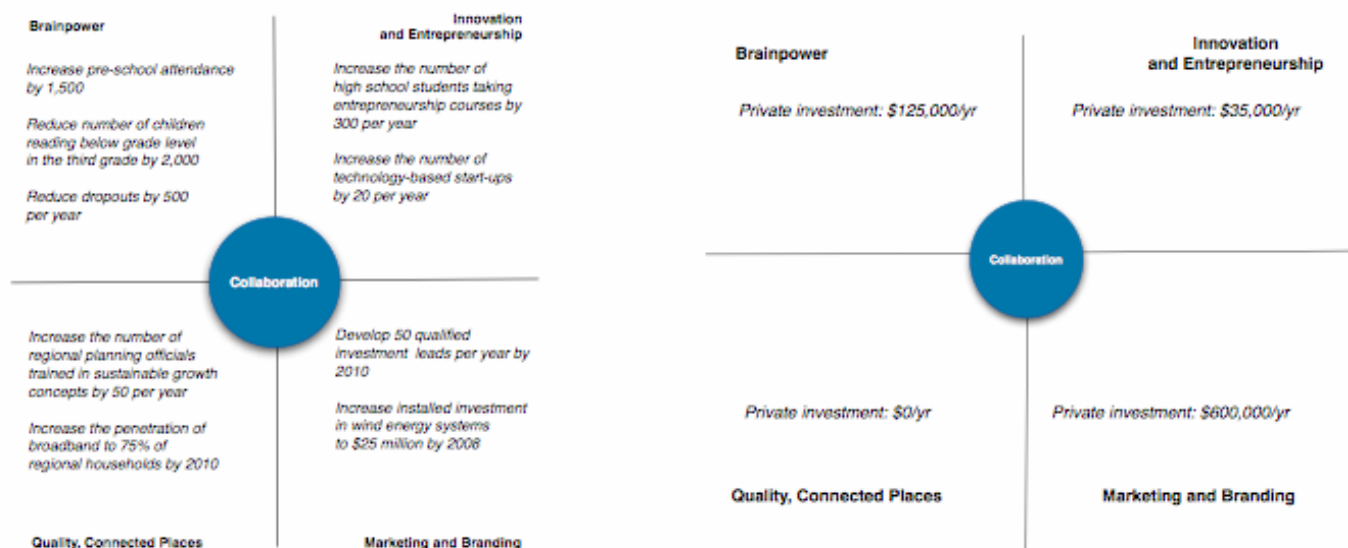 Brainpower
Innovation
and Entrepreneurship
Increase pre-school attendance
by 1,500
Reduce number of children
reading below grade level
in the third grade by 2,000
Reduce dropouts by 500
per year
Increase the number of
high school students taking
entrepreneurship courses by
300 per year
Increase the number of
technology-based start-ups
by 20 per year
Collaboration
Increase the number of
regional planning officials
trained in sustainable growth
concepts by 50 per year
Increase the penetration of
broadband to 75% of
regional households by 2010
Develop 50 qualified
investment leads per year by
2010
Increase installed investment
in wind energy systems
to $25 million by 2008
Quality, Connected Places
Marketing and Branding
Brainpower
Innovation
and Entrepreneurship
Private investment: $125,000/yr
Private investment: $35,000/yr
Collaboration
Private investment: $0/yr
Private investment: $600,000/yr
Quality, Connected Places
Marketing and Branding